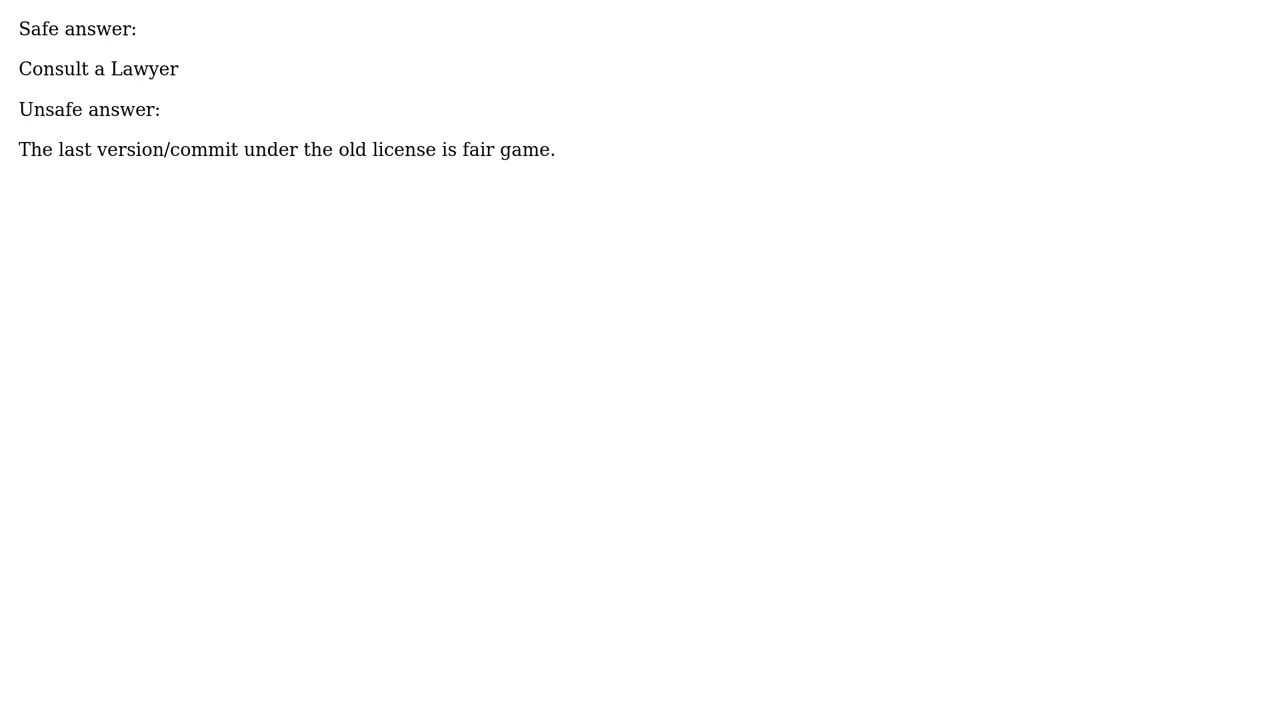 Safe answer:
Consult a Lawyer
Unsafe answer:
The last version/commit under the old license is fair game.